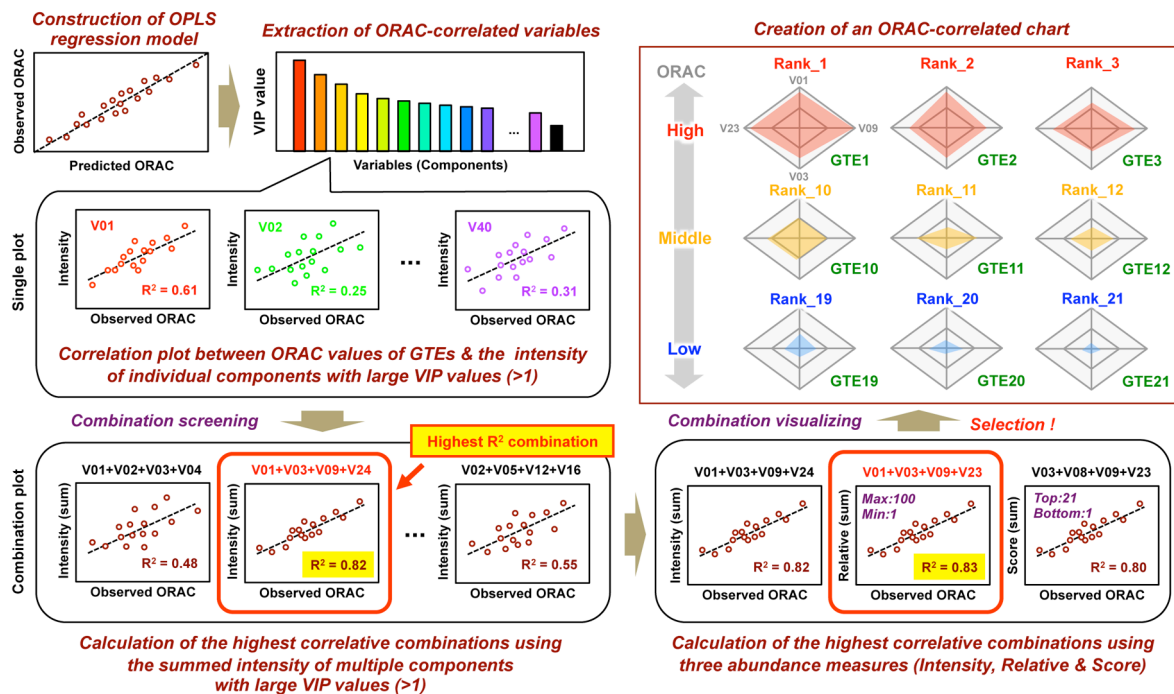 Construction of OPLS
regression model
Observed ORAC
Predicted ORAC
Extraction of ORAC-correlated variables
VIP value
...
Variables (Components)
Single plot
V01
Intensity
R² = 0.61
Observed ORAC
V02
Intensity
R² = 0.25
Observed ORAC
...
V40
Intensity
R² = 0.31
Observed ORAC
Correlation plot between ORAC values of GTEs & the intensity
of individual components with large VIP values (>1)
Combination screening
Highest R² combination
Combination plot
V01+V02+V03+V04
Intensity (sum)
R² = 0.48
Observed ORAC
V01+V03+V09+V24
Intensity (sum)
R² = 0.82
Observed ORAC
...
V02+V05+V12+V16
Intensity (sum)
R² = 0.55
Observed ORAC
Calculation of the highest correlative combinations using
the summed intensity of multiple components
with large VIP values (>1)
Creation of an ORAC-correlated chart
ORAC
High
Middle
Low
Rank_1
V01
V23
V09
V03
GTE1
Rank_2
GTE2
Rank_3
GTE3
Rank_10
GTE10
Rank_11
GTE11
Rank_12
GTE12
Rank_19
GTE19
Rank_20
GTE20
Rank_21
GTE21
Combination visualizing
Selection !
V01+V03+V09+V24
Intensity (sum)
R² = 0.82
Observed ORAC
V01+V03+V09+V23
Relative (sum)
Max:100
Min:1
R² = 0.83
Observed ORAC
V03+V08+V09+V23
Score (sum)
Top:21
Bottom:1
R² = 0.80
Observed ORAC
Calculation of the highest correlative combinations using
three abundance measures (Intensity, Relative & Score)